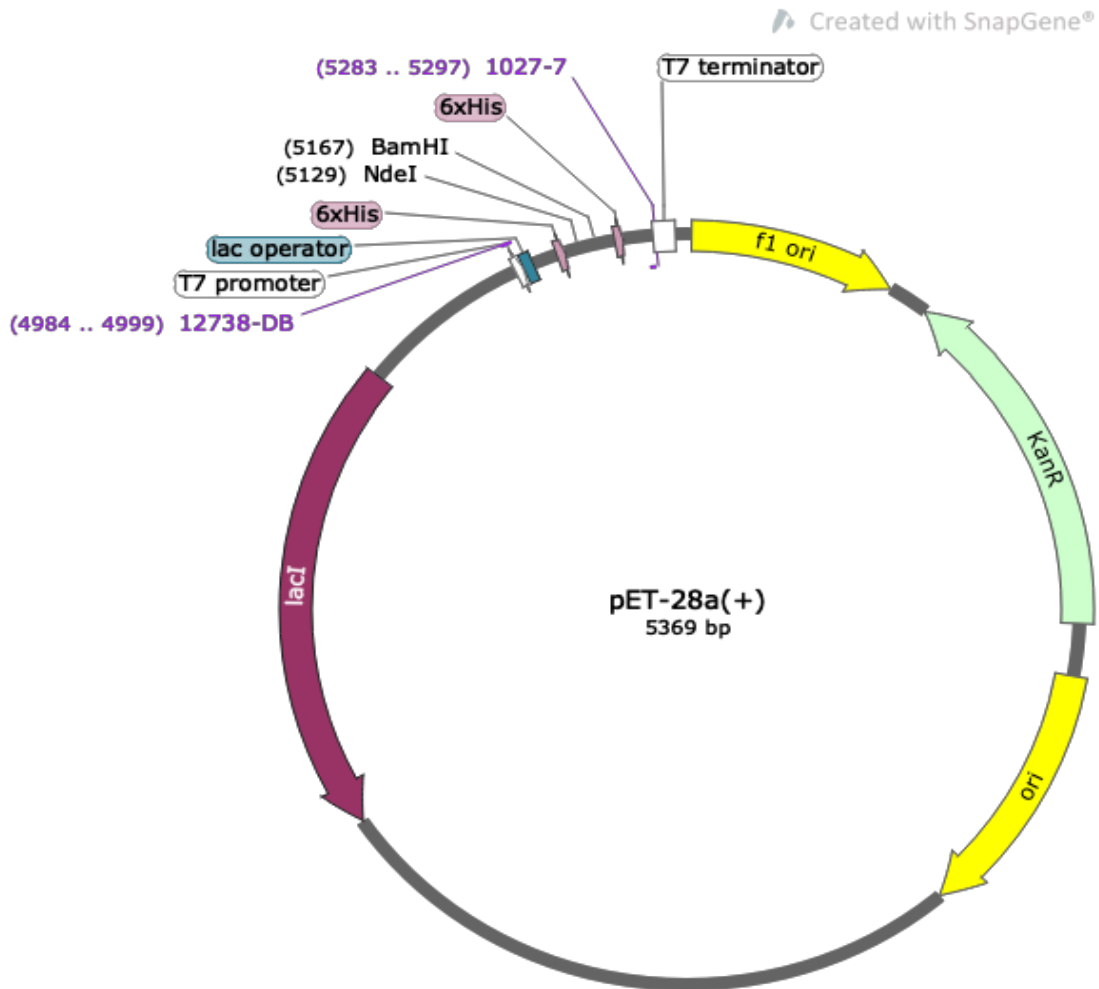 Created with SnapGene®
(5283 .. 5297) 1027-7
T7 terminator
6xHis
(5167) BamHI
(5129) NdeI
6xHis
lac operator
T7 promoter
(4984 .. 4999) 12738-DB
f1 ori
KanR
lacI
pET-28a(+)
5369 bp
ori